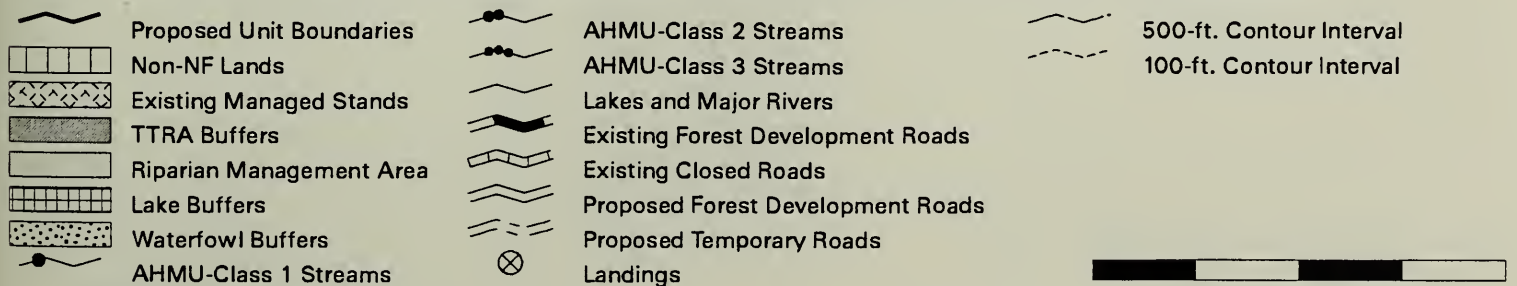 Proposed Unit Boundaries
Non-NF Lands
Existing Managed Stands
TTRA Buffers
Riparian Management Area
Lake Buffers
Waterfowl Buffers
AHMU-Class 1 Streams
AHMU-Class 2 Streams
AHMU-Class 3 Streams
Lakes and Major Rivers
Existing Forest Development Roads
Existing Closed Roads
Proposed Forest Development Roads
Proposed Temporary Roads
Landings
500-ft. Contour Interval
100-ft. Contour Interval